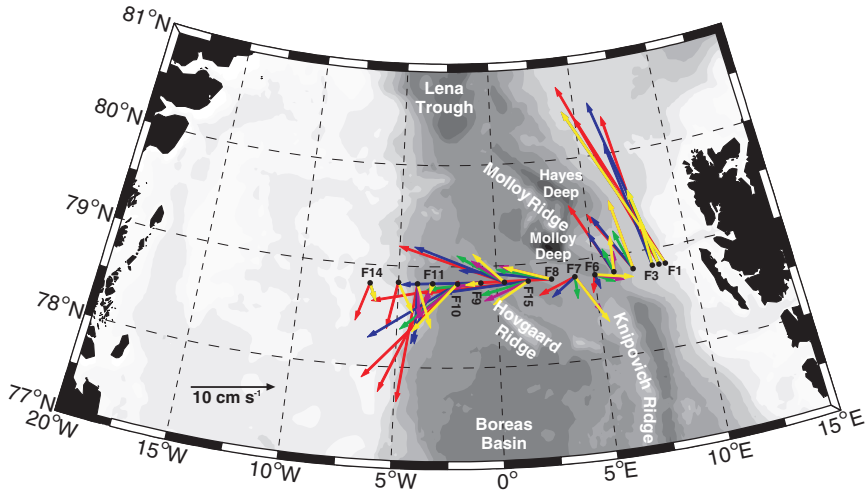 81°N
80°N
79°N
78°N
77°N
20°W
15°W
10°W
5°W
0°
5°E
10°E
15°E
Lena
Trough
Molloy Ridge
Hayes
Deep
Molloy
Deep
F14
F11
F10
F9
F15
F8
F7
F6
F3
F1
Hovgaard
Ridge
Knipovich Ridge
Boreas
Basin
10 cm s⁻¹